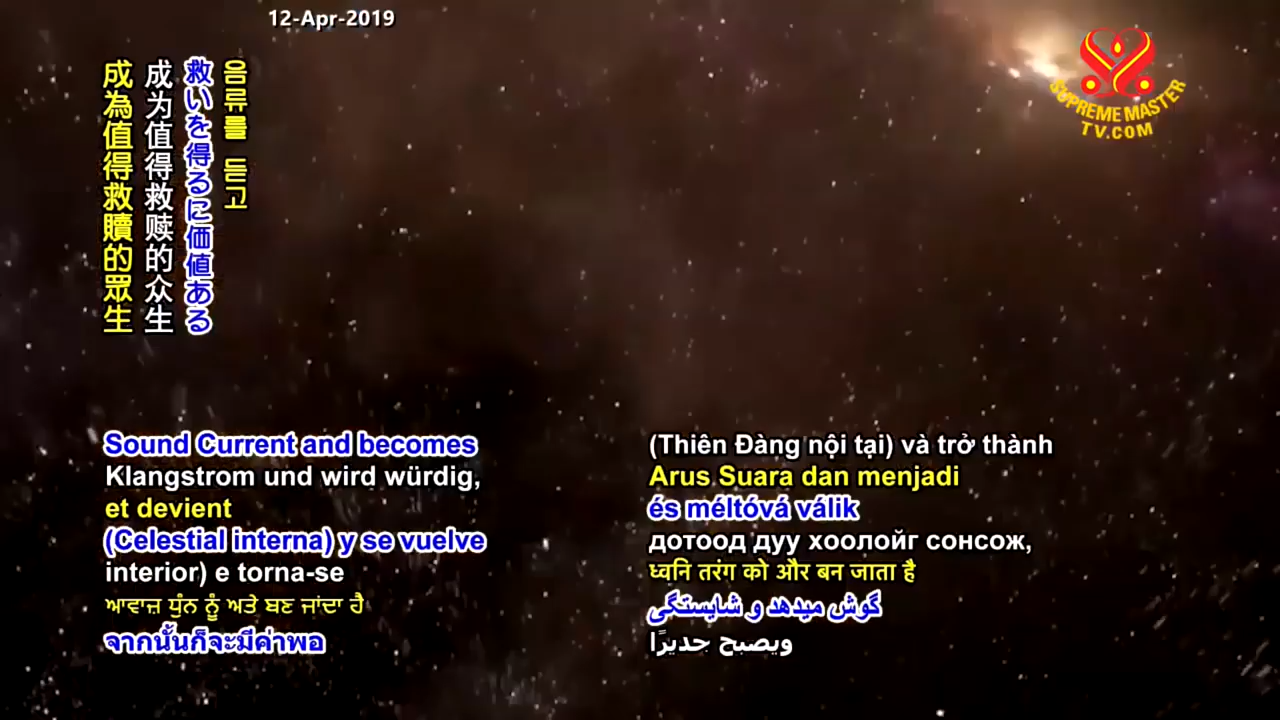 12-Apr-2019
SUPREME MASTER
TV.COM
음류를 듣고
救いを得るに価値ある
成为值得救赎的众生
成為值得救贖的眾生
Sound Current and becomes
Klangstrom und wird würdig,
et devient
(Celestial interna) y se vuelve
interior) e torna-se
ਆਵਾਜ਼ ਧੁੰਨ ਨੂੰ ਅਤੇ ਬਣ ਜਾਂਦਾ ਹੈ
จากนั้นก็จะมีค่าพอ
(Thiên Đàng nội tại) và trở thành
Arus Suara dan menjadi
és méltóvá válik
дотоод дуу хоолойг сонсож,
ध्वनि तरंग को और बन जाता है
گوش میدهد و شایستگی
ويصبح جديرًا